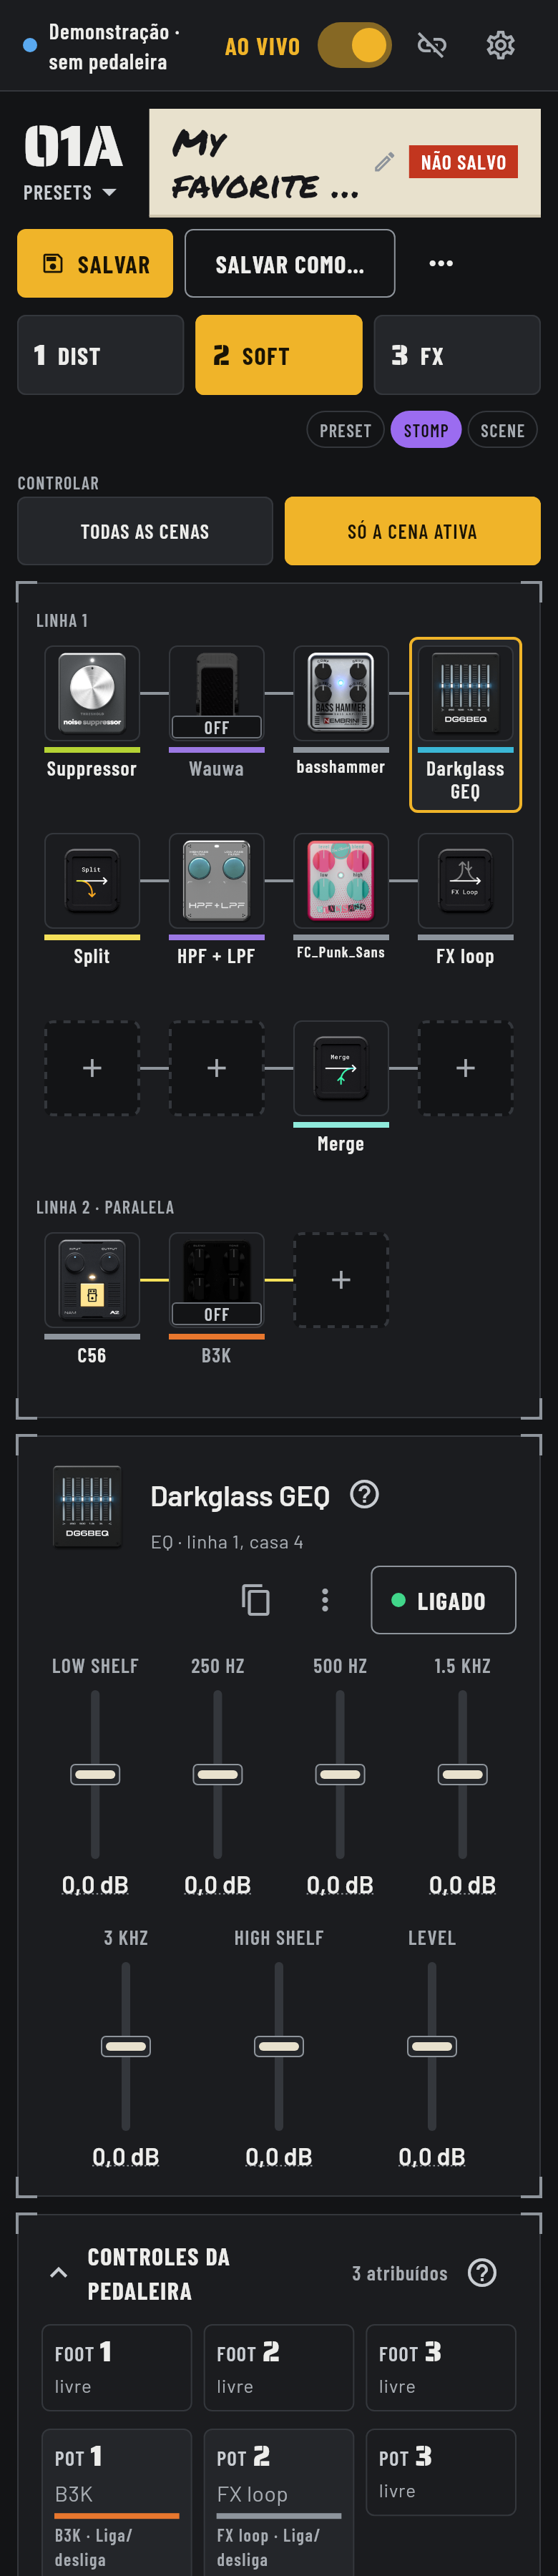 Demonstração ·
sem pedaleira
AO VIVO
01A
PRESETS
My
FAVORITE ...
NÃO SALVO
SALVAR
SALVAR COMO...
1 DIST
2 SOFT
3 FX
PRESET
STOMP
SCENE
CONTROLAR
TODAS AS CENAS
SÓ A CENA ATIVA
LINHA 1
noise suppressor
OFF
BASS HAMMER
NEMBRINI
DG6BEQ
Suppressor
Wauwa
basshammer
Darkglass
GEQ
Split
HPF+LPF
low
high
FX Loop
Split
HPF + LPF
FC_Punk_Sans
FX loop
+
+
Merge
+
Merge
LINHA 2 · PARALELA
OFF
+
C56
B3K
DG6BEQ
Darkglass GEQ
EQ · linha 1, casa 4
LIGADO
LOW SHELF
250 HZ
500 HZ
1.5 KHZ
0,0 dB
0,0 dB
0,0 dB
0,0 dB
3 KHZ
HIGH SHELF
LEVEL
0,0 dB
0,0 dB
0,0 dB
CONTROLES DA
PEDALEIRA
3 atribuídos
FOOT 1
livre
FOOT 2
livre
FOOT 3
livre
POT 1
B3K
B3K · Liga/
desliga
POT 2
FX loop
FX loop · Liga/
desliga
POT 3
livre